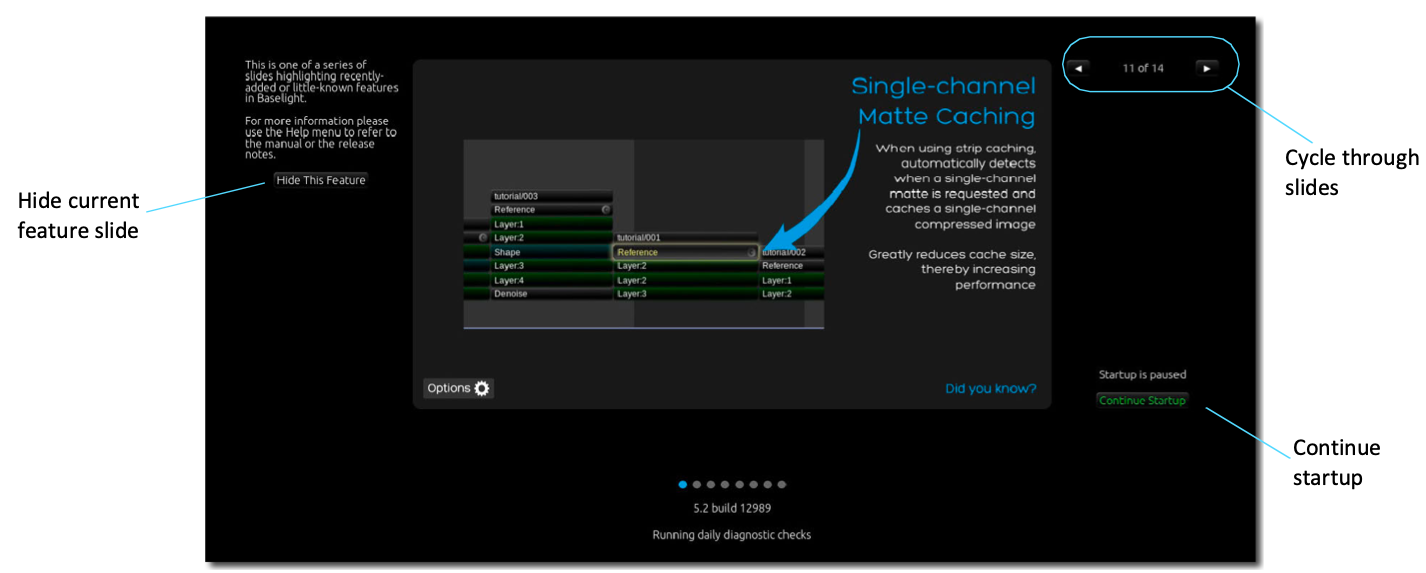 This is one of a series of
slides highlighting recently-
added or little-known features
in Baselight.
For more information please
use the Help menu to refer to
the manual or the release
notes.
Hide This Feature
Hide current
feature slide
Single-channel
Matte Caching
When using strip caching,
automatically detects
when a single-channel
matte is requested and
caches a single-channel
compressed image
Greatly reduces cache size,
thereby increasing
performance
tutorial/003
Reference
Layer:1
Layer:2
tutorial/001
Shape
Reference
tutorial/002
Layer:3
Layer:2
Reference
Layer:4
Layer:2
Layer:1
Denoise
Layer:3
Layer:2
Options
Did you know?
11 of 14
Cycle through
slides
Startup is paused
Continue Startup
Continue
startup
5.2 build 12989
Running daily diagnostic checks